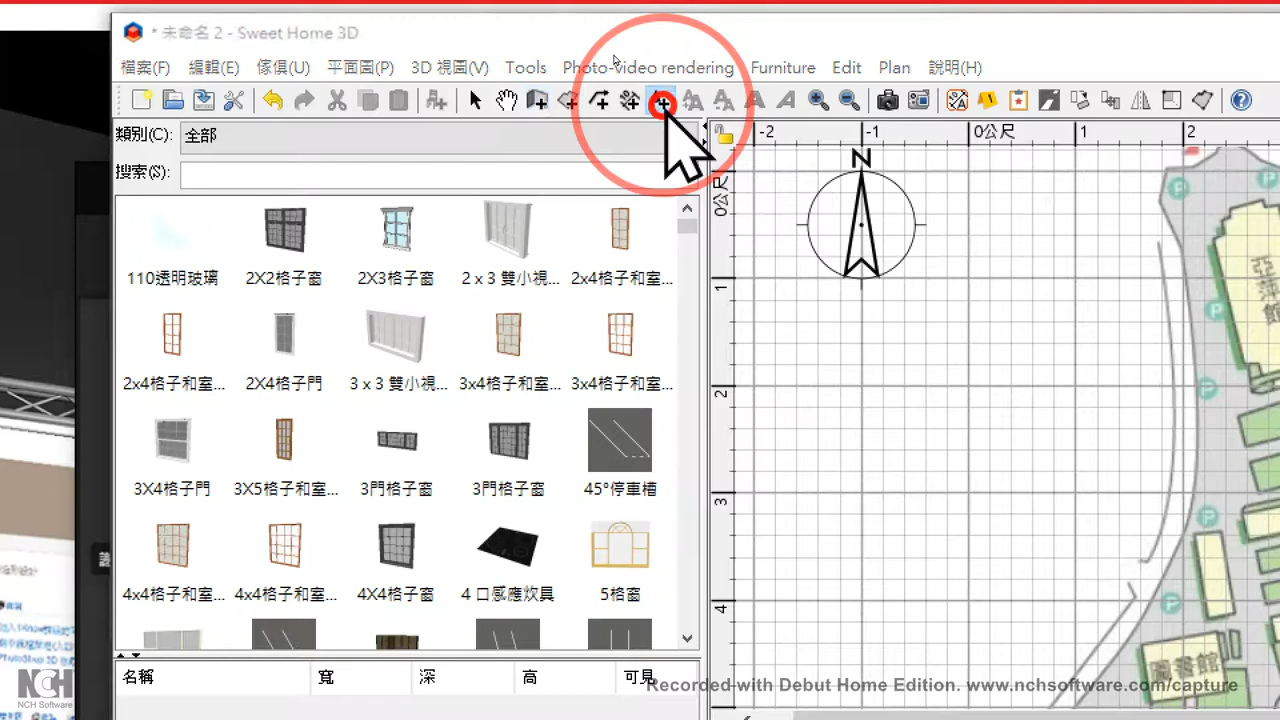 * 未命名 2 - Sweet Home 3D
檔案(F) 編輯(E) 傢俱(U) 平面圖(P) 3D 視圖(V) Tools Photo-video rendering Furniture Edit Plan 說明(H)
類別(C): 全部
搜索(S):
-2 -1 0公尺 1 2
0公尺
N
110透明玻璃 2X2格子窗 2X3格子窗 2 x 3 雙小視... 2x4格子和室...
1
2x4格子和室... 2X4格子門 3 x 3 雙小視... 3x4格子和室... 3x4格子和室...
2
3X4格子門 3X5格子和室... 3門格子窗 3門格子窗 45°停車槽
3
4x4格子和室... 4x4格子和室... 4X4格子窗 4 口感應炊具 5格窗
4
P
P
P
P
P
P
亞萍館
圖書館
名稱 寬 深 高 可見
NCH
NCH Software
Recorded with Debut Home Edition. www.nchsoftware.com/capture